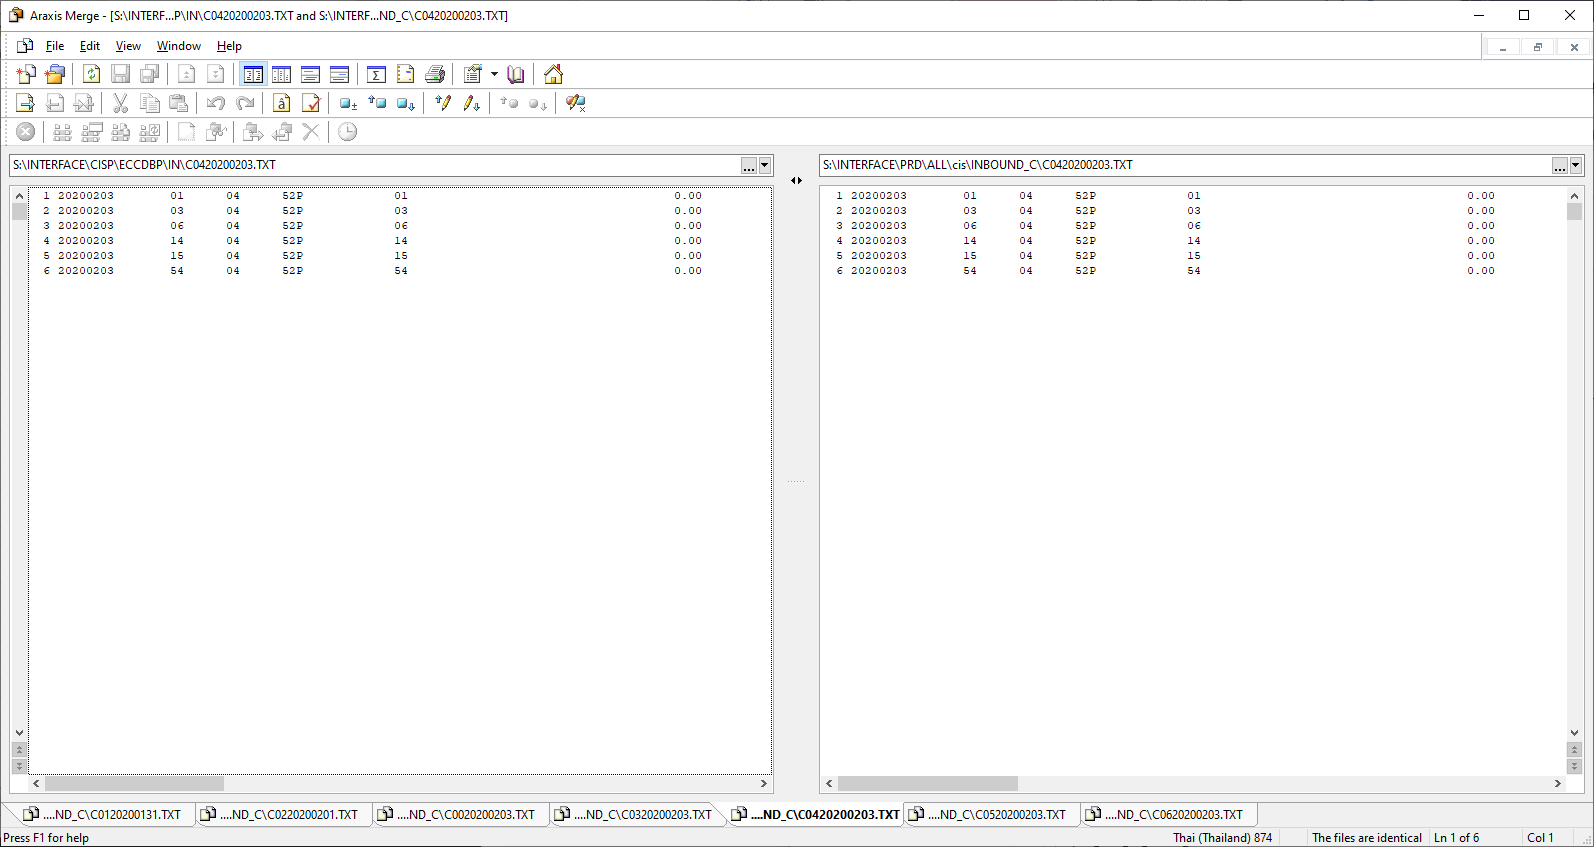 Araxis Merge - [S:\INTERF...P\IN\C0420200203.TXT and S:\INTERF...ND_C\C0420200203.TXT]
File Edit View Window Help
S:\INTERFACE\CISP\ECCDBP\IN\C0420200203.TXT ...
1 20200203 01 04 52P 01 0.00
2 20200203 03 04 52P 03 0.00
3 20200203 06 04 52P 06 0.00
4 20200203 14 04 52P 14 0.00
5 20200203 15 04 52P 15 0.00
6 20200203 54 04 52P 54 0.00
S:\INTERFACE\PRD\ALL\cis\INBOUND_C\C0420200203.TXT ...
1 20200203 01 04 52P 01 0.00
2 20200203 03 04 52P 03 0.00
3 20200203 06 04 52P 06 0.00
4 20200203 14 04 52P 14 0.00
5 20200203 15 04 52P 15 0.00
6 20200203 54 04 52P 54 0.00
....ND_C\C0120200131.TXT ....ND_C\C0220200201.TXT ....ND_C\C0020200203.TXT ....ND_C\C0320200203.TXT ....ND_C\C0420200203.TXT ....ND_C\C0520200203.TXT ....ND_C\C0620200203.TXT
Press F1 for help Thai (Thailand) 874 The files are identical Ln 1 of 6 Col 1